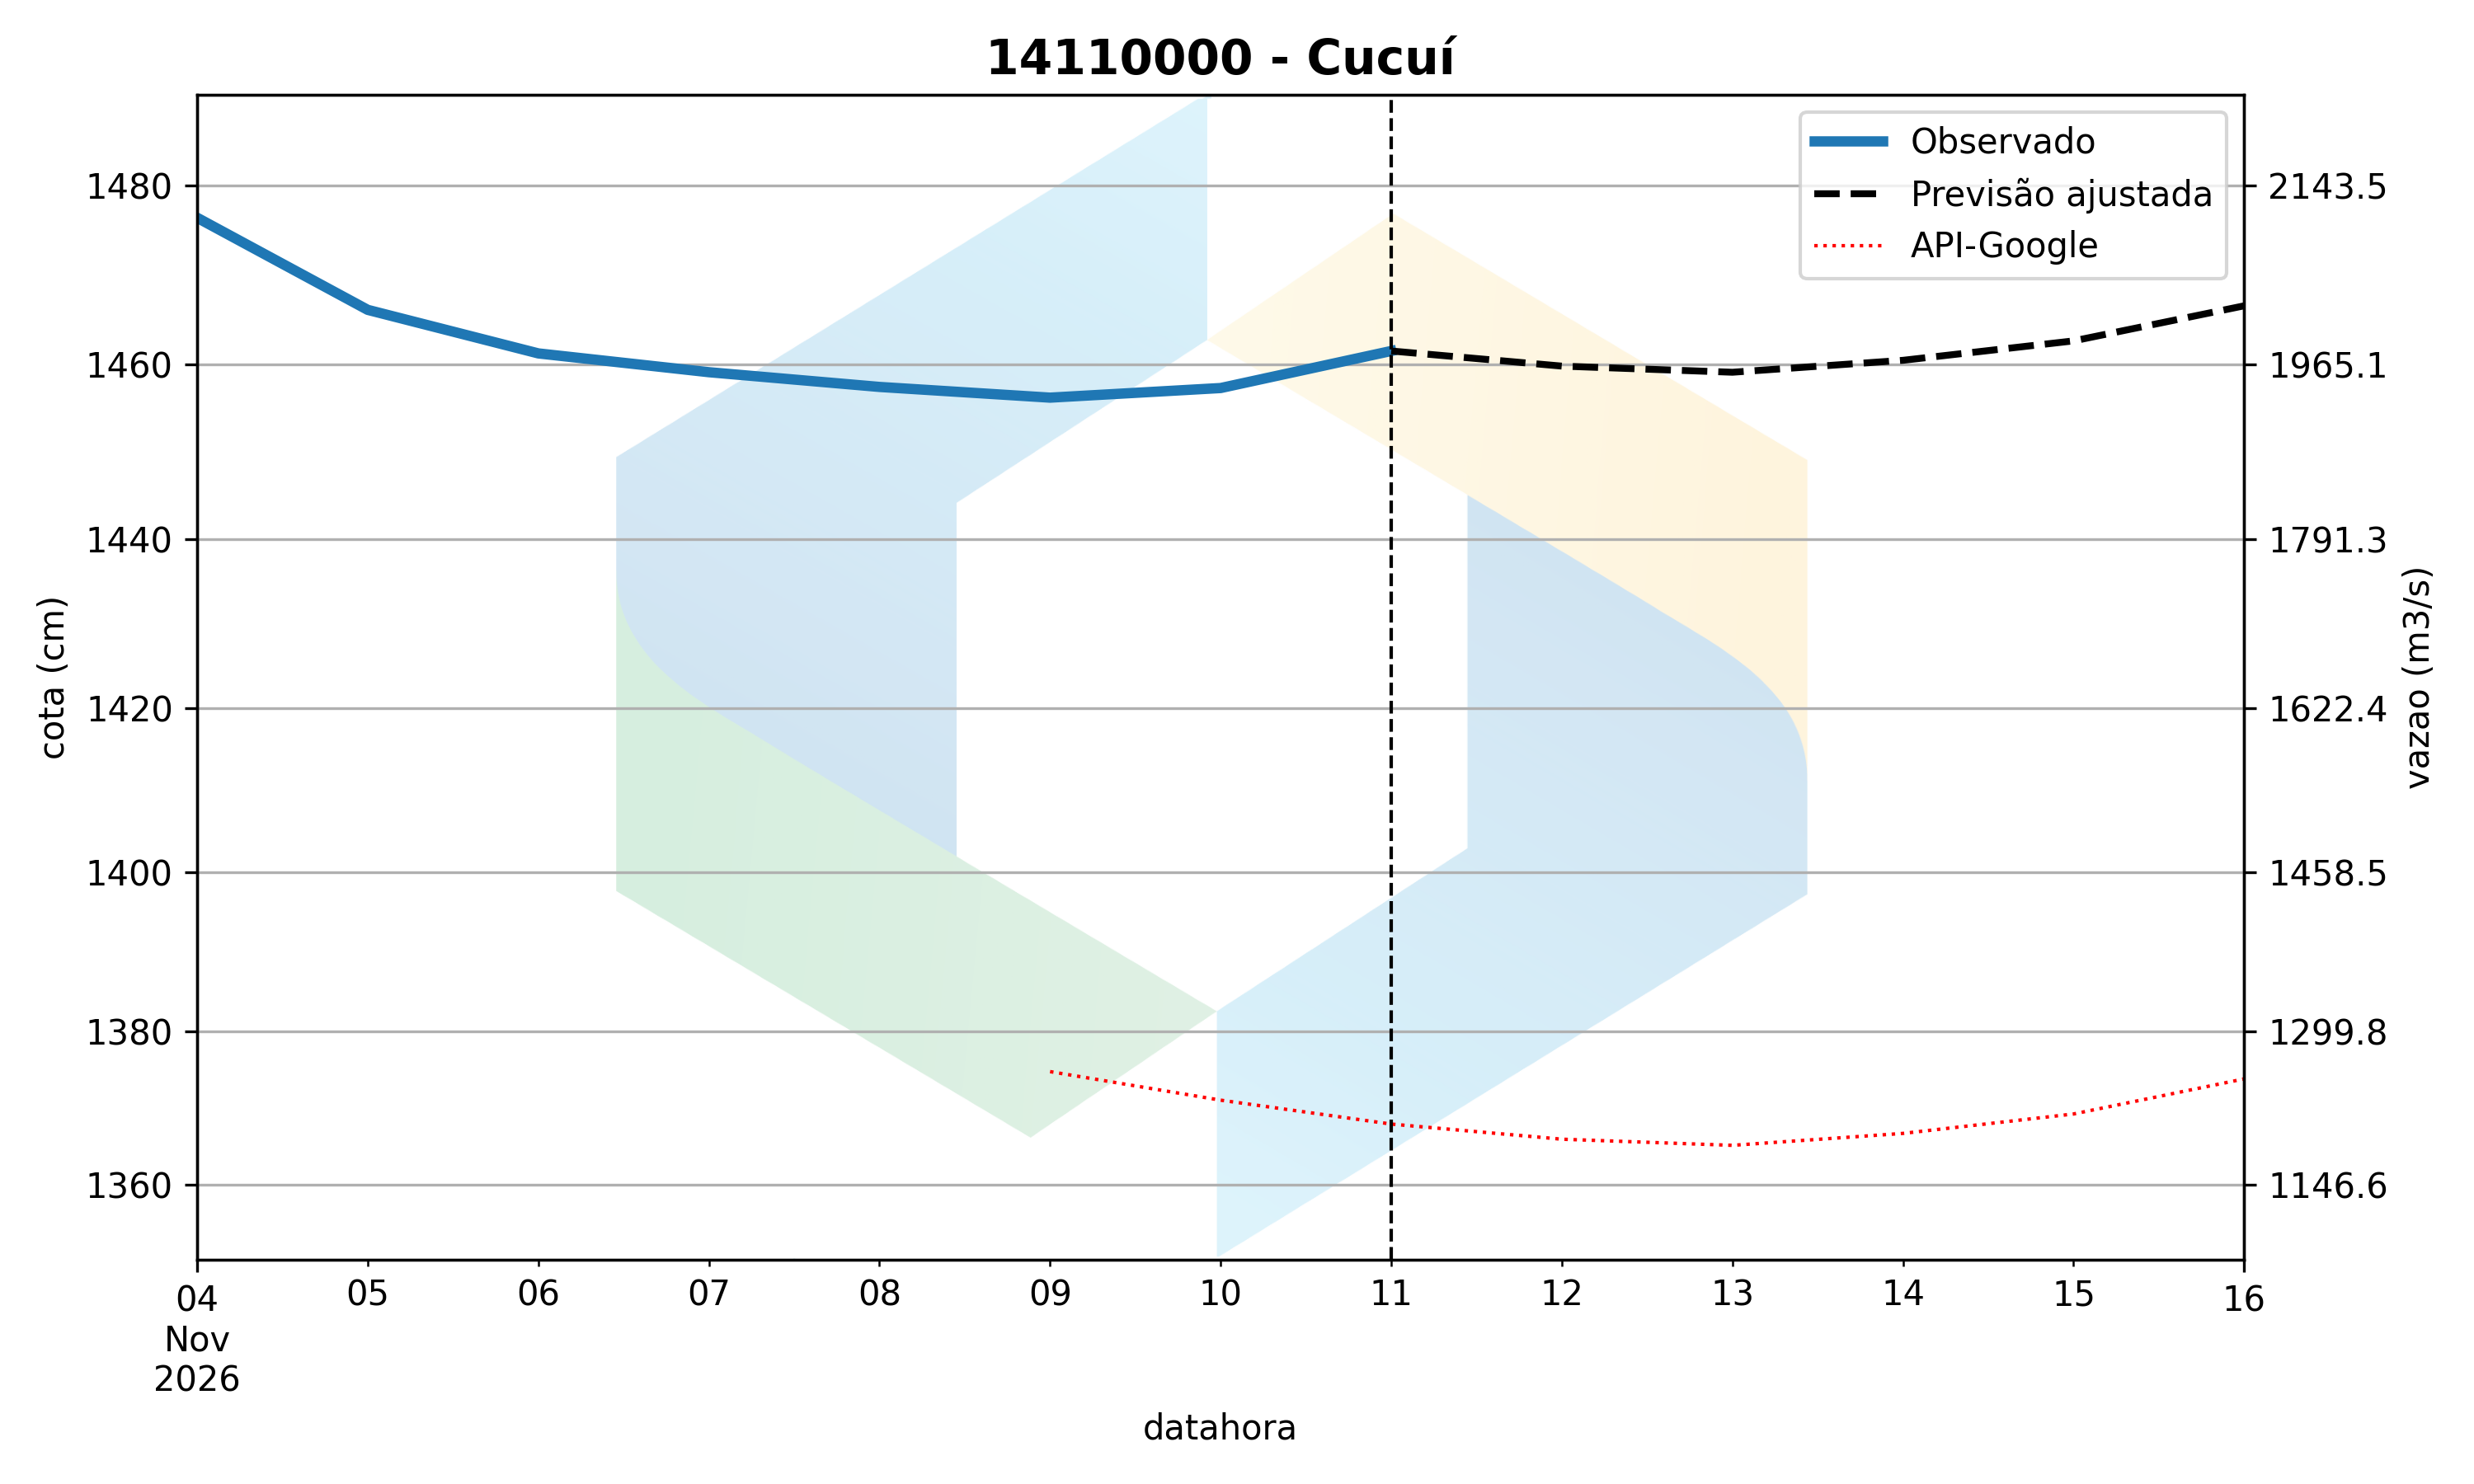 14110000 - Cucuí
Observado
Previsão ajustada
API-Google
1480
1460
1440
1420
1400
1380
1360
cota (cm)
2143.5
1965.1
1791.3
1622.4
1458.5
1299.8
1146.6
vazao (m3/s)
04 05 06 07 08 09 10 11 12 13 14 15 16
Nov
2026
datahora